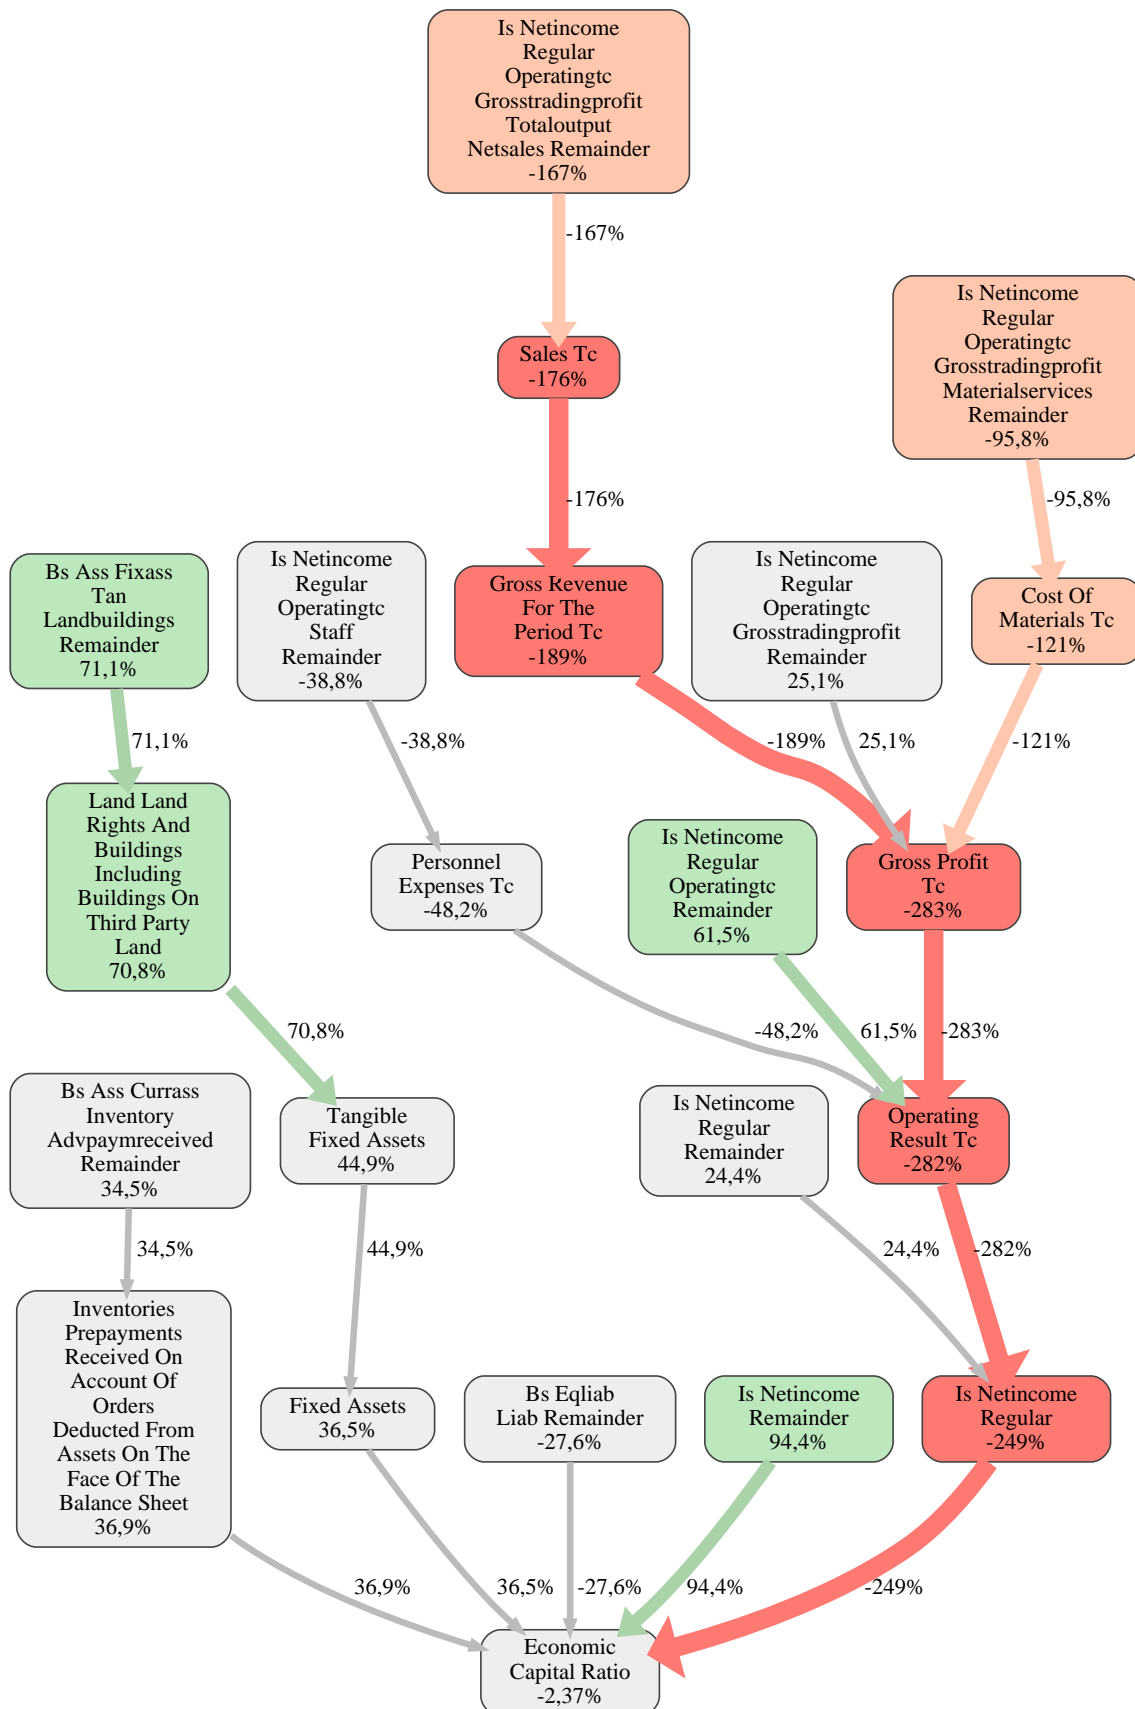 Is Netincome
Regular
Operatingtc
Grosstradingprofit
Totaloutput
Netsales Remainder
-167%
-167%
Is Netincome
Regular
Operatingtc
Grosstradingprofit
Materialservices
Remainder
-95,8%
Sales Tc
-176%
-176%
-95,8%
Bs Ass Fixass
Tan
Landbuildings
Remainder
71,1%
Is Netincome
Regular
Operatingtc
Staff
Remainder
-38,8%
Gross Revenue
For The
Period Tc
-189%
Is Netincome
Regular
Operatingtc
Grosstradingprofit
Remainder
25,1%
Cost Of
Materials Tc
-121%
71,1%
-38,8%
-189%
25,1%
-121%
Land Land
Rights And
Buildings
Including
Buildings On
Third Party
Land
70,8%
Personnel
Expenses Tc
-48,2%
Is Netincome
Regular
Operatingtc
Remainder
61,5%
Gross Profit
Tc
-283%
70,8%
-48,2%
61,5%
-283%
Bs Ass Currass
Inventory
Advpaymreceived
Remainder
34,5%
Tangible
Fixed Assets
44,9%
Is Netincome
Regular
Remainder
24,4%
Operating
Result Tc
-282%
34,5%
44,9%
24,4%
-282%
Inventories
Prepayments
Received On
Account Of
Orders
Deducted From
Assets On The
Face Of The
Balance Sheet
36,9%
Fixed Assets
36,5%
Bs Eqliab
Liab Remainder
-27,6%
Is Netincome
Remainder
94,4%
Is Netincome
Regular
-249%
36,9%
36,5%
-27,6%
94,4%
-249%
Economic
Capital Ratio
-2,37%